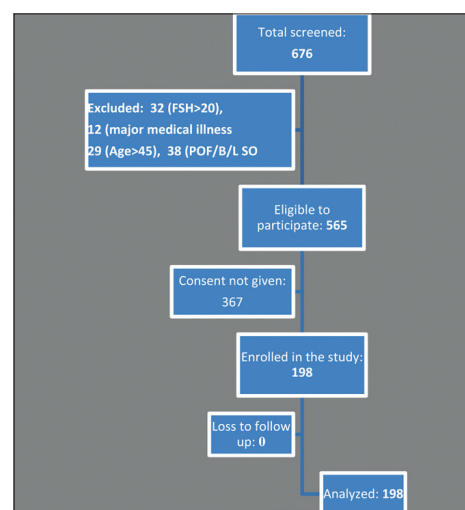 Total screened:
676
Excluded: 32 (FSH>20),
12 (major medical illness
29 (Age>45), 38 (POF/B/L SO
Eligible to
participate: 565
Consent not given:
367
Enrolled in the study:
198
Loss to follow
up: 0
Analyzed: 198